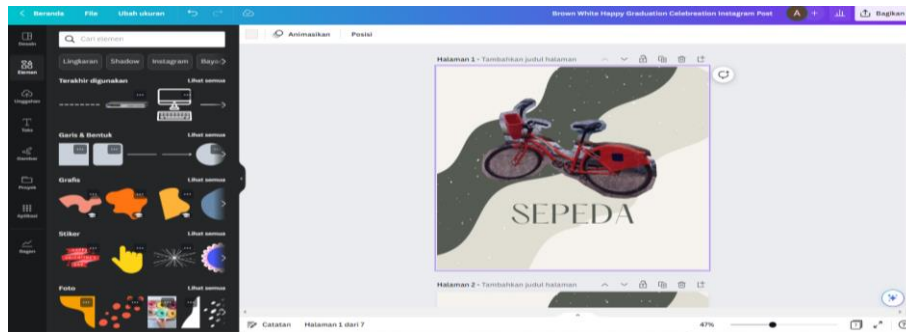 Beranda File Ubah ukuran Brown White Happy Graduation Celebreation Instagram Post A + Bagikan
Desain
Elemen
Unggahan
Teks
Proyek
Aplikasi
Cari elemen
Lingkaran Shadow Instagram
Terakhir digunakan Lihat semua
Garis & Bentuk Lihat semua
Grafis Lihat semua
Stiker Lihat semua
Foto Lihat semua
Animasikan Posisi
Halaman 1 - Tambahkan judul halaman
SEPEDA
Halaman 2 - Tambahkan judul halaman
Catatan Halaman 1 dari 7 47%